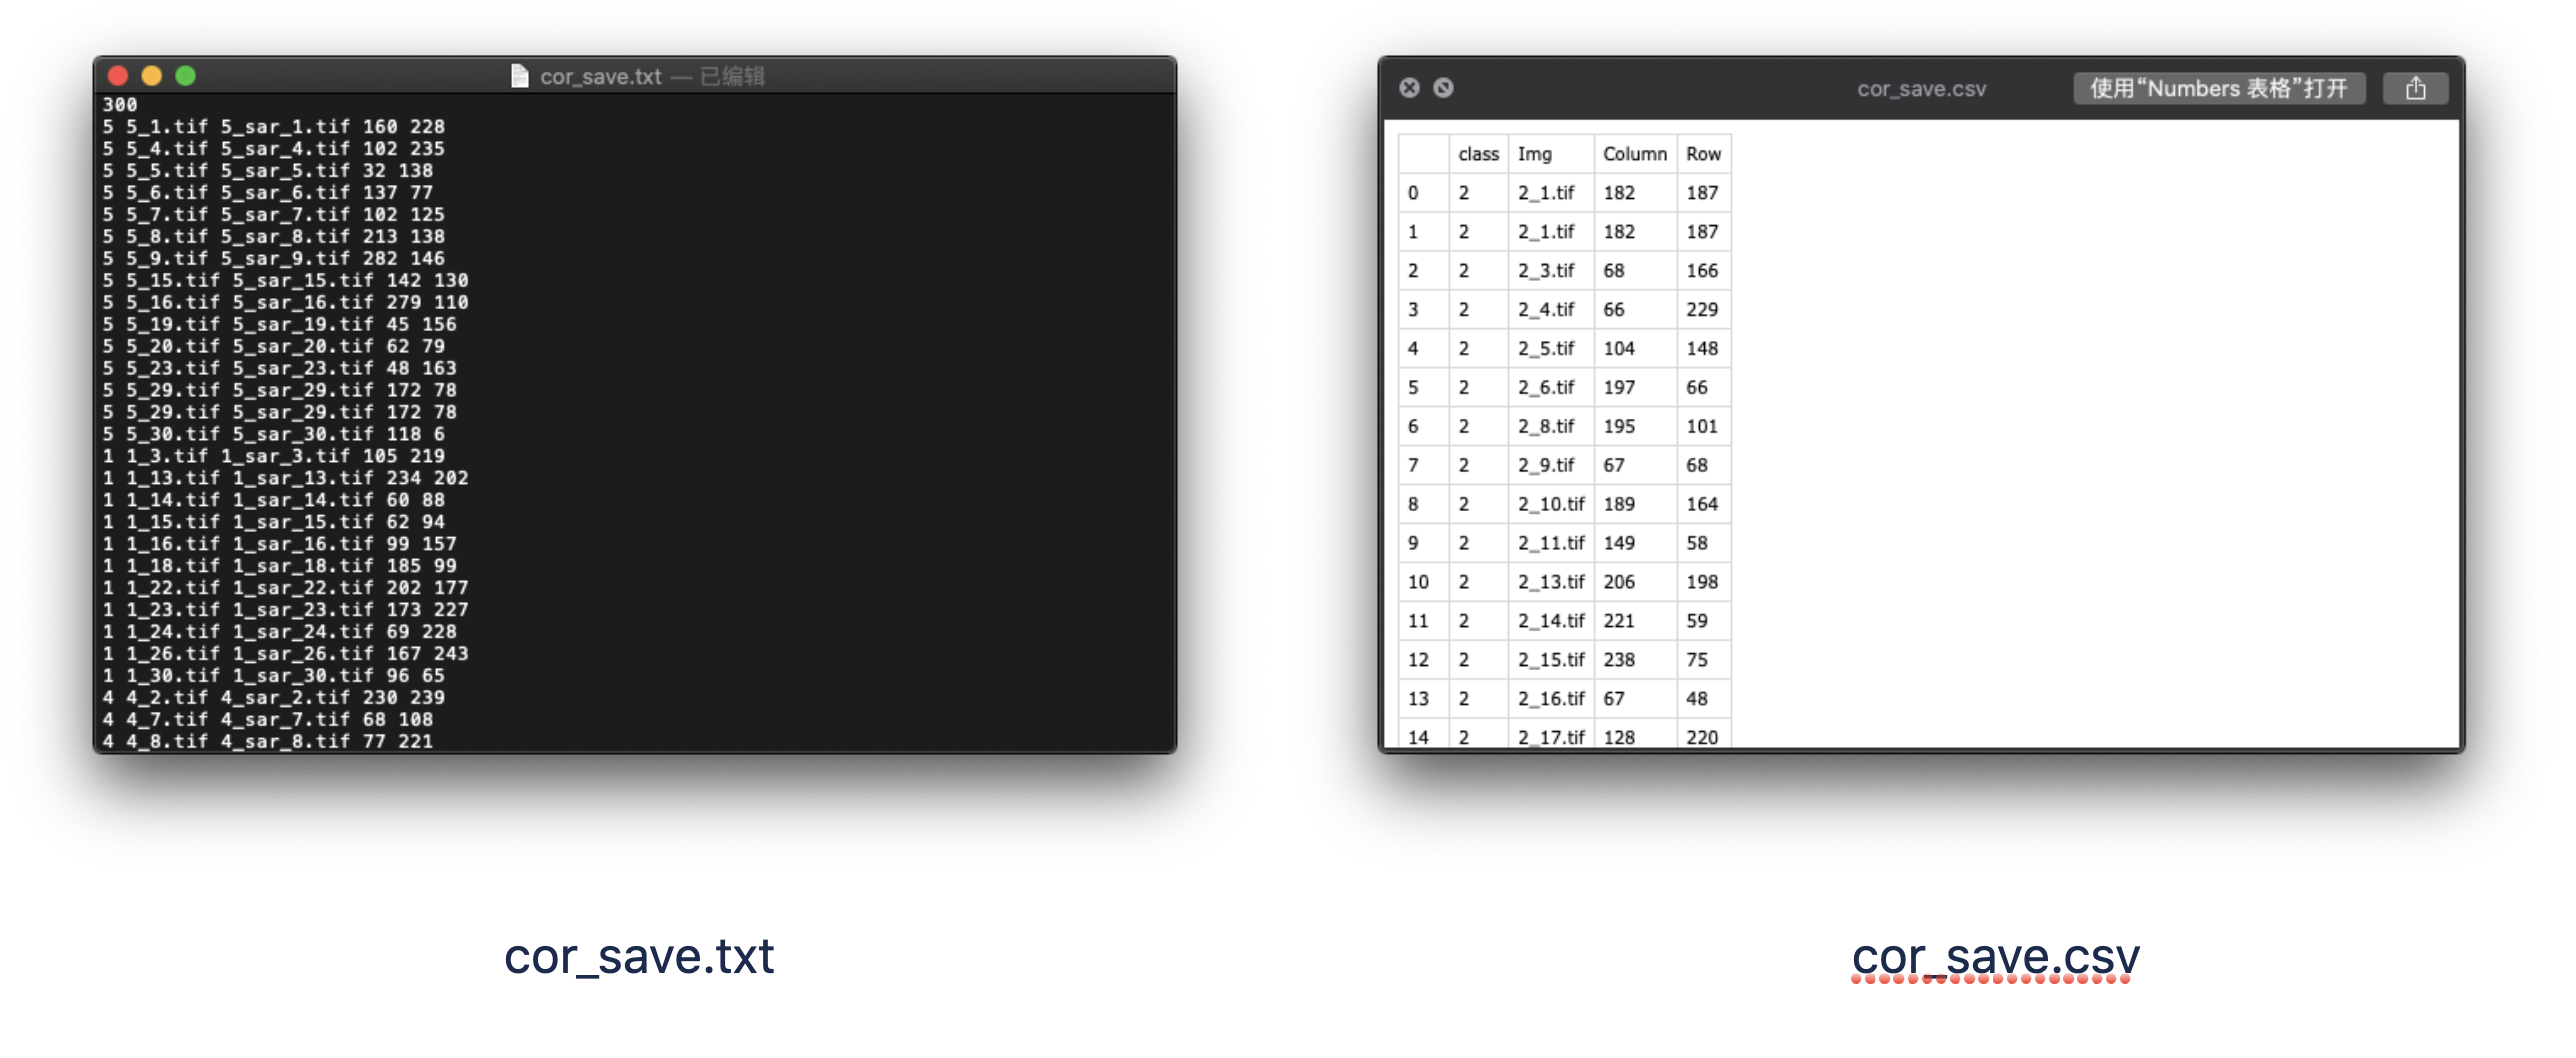 cor_save.txt — 已编辑
300
5 5_1.tif 5_sar_1.tif 160 228
5 5_4.tif 5_sar_4.tif 102 235
5 5_5.tif 5_sar_5.tif 32 138
5 5_6.tif 5_sar_6.tif 137 77
5 5_7.tif 5_sar_7.tif 102 125
5 5_8.tif 5_sar_8.tif 213 138
5 5_9.tif 5_sar_9.tif 282 146
5 5_15.tif 5_sar_15.tif 142 130
5 5_16.tif 5_sar_16.tif 279 110
5 5_19.tif 5_sar_19.tif 45 156
5 5_20.tif 5_sar_20.tif 62 79
5 5_23.tif 5_sar_23.tif 48 163
5 5_29.tif 5_sar_29.tif 172 78
5 5_29.tif 5_sar_29.tif 172 78
5 5_30.tif 5_sar_30.tif 118 6
1 1_3.tif 1_sar_3.tif 105 219
1 1_13.tif 1_sar_13.tif 234 202
1 1_14.tif 1_sar_14.tif 60 88
1 1_15.tif 1_sar_15.tif 62 94
1 1_16.tif 1_sar_16.tif 99 157
1 1_18.tif 1_sar_18.tif 185 99
1 1_22.tif 1_sar_22.tif 202 177
1 1_23.tif 1_sar_23.tif 173 227
1 1_24.tif 1_sar_24.tif 69 228
1 1_26.tif 1_sar_26.tif 167 243
1 1_30.tif 1_sar_30.tif 96 65
4 4_2.tif 4_sar_2.tif 230 239
4 4_7.tif 4_sar_7.tif 68 108
4 4_8.tif 4_sar_8.tif 77 221
cor_save.txt
cor_save.csv 使用“Numbers 表格”打开
class Img Column Row
0 2 2_1.tif 182 187
1 2 2_1.tif 182 187
2 2 2_3.tif 68 166
3 2 2_4.tif 66 229
4 2 2_5.tif 104 148
5 2 2_6.tif 197 66
6 2 2_8.tif 195 101
7 2 2_9.tif 67 68
8 2 2_10.tif 189 164
9 2 2_11.tif 149 58
10 2 2_13.tif 206 198
11 2 2_14.tif 221 59
12 2 2_15.tif 238 75
13 2 2_16.tif 67 48
14 2 2_17.tif 128 220
cor_save.csv